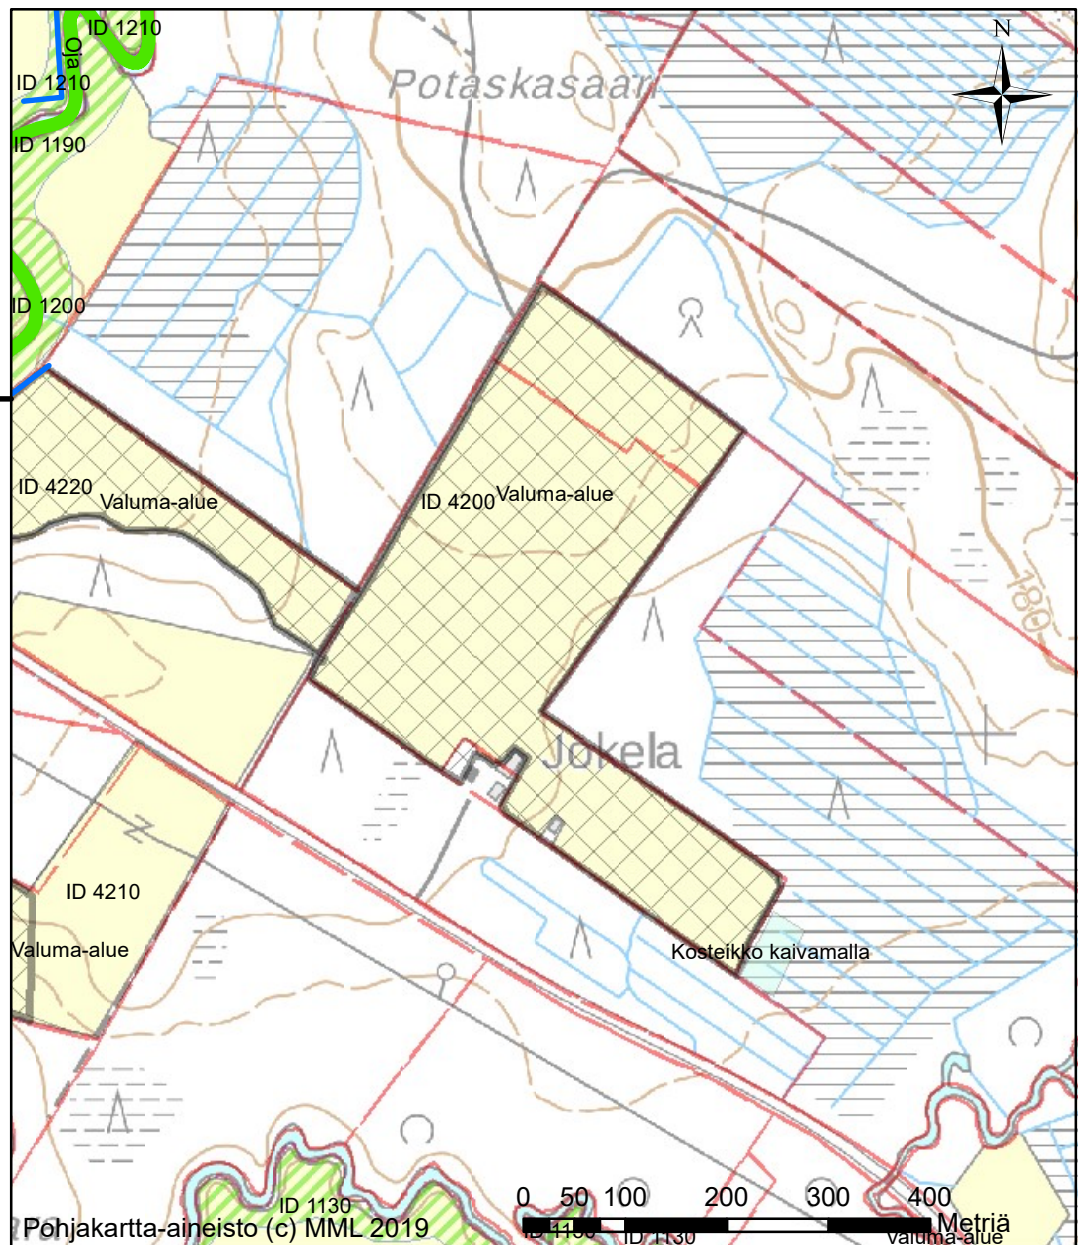 ID 1210
N
Oja
ID 1210
Potaskasaari
ID 1190
ID 1200
ID 4220
Valuma-alue
ID 4200
Valuma-alue
180
Jokela
ID 4210
Valuma-alue
Kosteikko kaivamalla
ID 1130
0 50 100 200 300 400
Metriä
Pohjakartta-aineisto (c) MML 2019
ID 1130
ID 1130
Valuma-alue